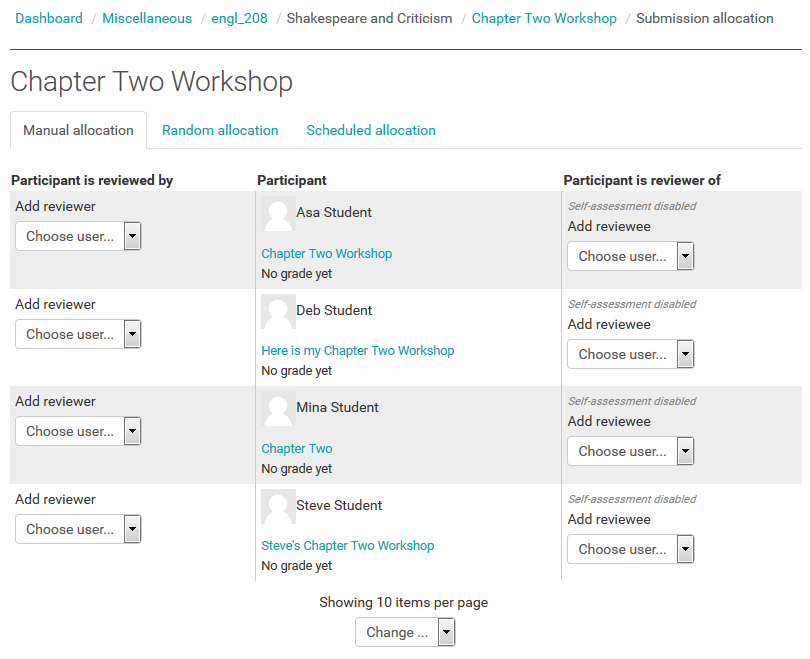 Dashboard / Miscellaneous / engl_208 / Shakespeare and Criticism / Chapter Two Workshop / Submission allocation
Chapter Two Workshop
Manual allocation Random allocation Scheduled allocation
Participant is reviewed by Participant Participant is reviewer of
Add reviewer
Choose user...
Asa Student
Chapter Two Workshop
No grade yet
Self-assessment disabled
Add reviewee
Choose user...
Add reviewer
Choose user...
Deb Student
Here is my Chapter Two Workshop
No grade yet
Self-assessment disabled
Add reviewee
Choose user...
Add reviewer
Choose user...
Mina Student
Chapter Two
No grade yet
Self-assessment disabled
Add reviewee
Choose user...
Add reviewer
Choose user...
Steve Student
Steve's Chapter Two Workshop
No grade yet
Self-assessment disabled
Add reviewee
Choose user...
Showing 10 items per page
Change ...